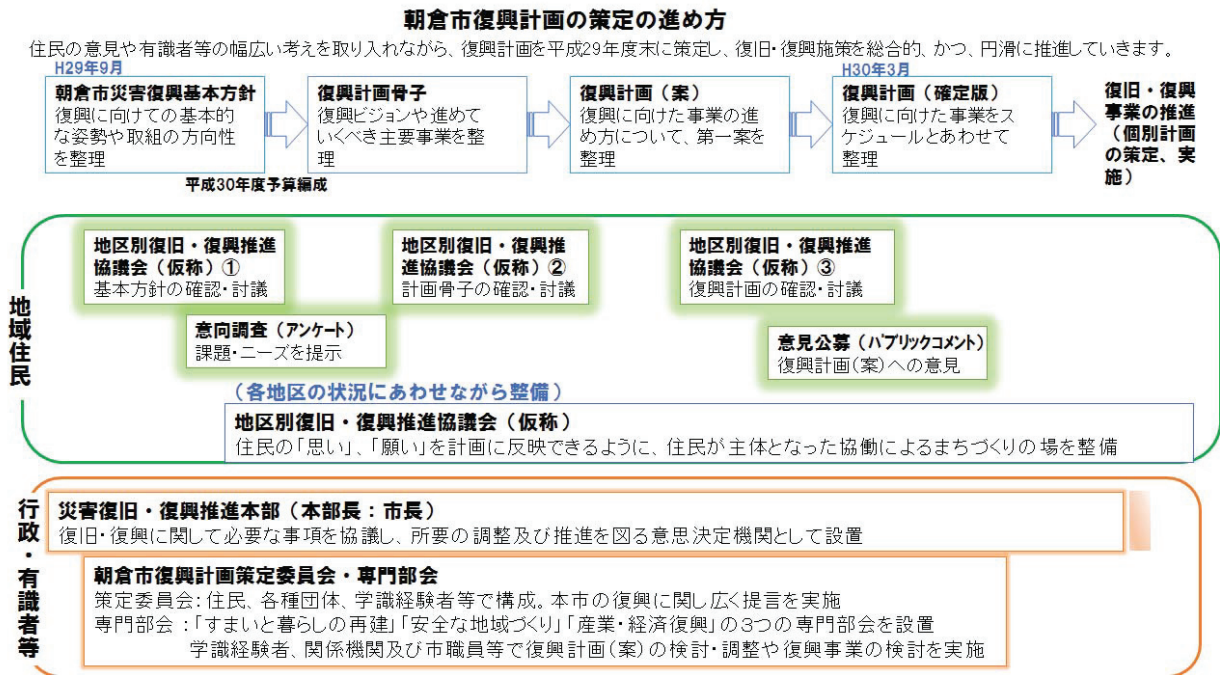 朝倉市復興計画の策定の進め方
住民の意見や有識者等の幅広い考えを取り入れながら、復興計画を平成29年度末に策定し、復旧・復興施策を総合的、かつ、円滑に推進していきます。
H29年9月
朝倉市災害復興基本方針
復興に向けての基本的
な姿勢や取組の方向性
を整理
復興計画骨子
復興ビジョンや進めて
いくべき主要事業を整
理
復興計画（案）
復興に向けた事業の進
め方について、第一案を
整理
H30年3月
復興計画（確定版）
復興に向けた事業をス
ケジュールとあわせて
整理
復旧・復興
事業の推進
（個別計画
の策定、実
施）
平成30年度予算編成
地域住民
地区別復旧・復興推進
協議会（仮称）①
基本方針の確認・討議
地区別復旧・復興推
進協議会（仮称）②
計画骨子の確認・討議
地区別復旧・復興推進
協議会（仮称）③
復興計画の確認・討議
意向調査（アンケート）
課題・ニーズを提示
意見公募（パブリックコメント）
復興計画（案）への意見
（各地区の状況にあわせながら整備）
地区別復旧・復興推進協議会（仮称）
住民の「思い」、「願い」を計画に反映できるように、住民が主体となった協働によるまちづくりの場を整備
行政・有識者等
災害復旧・復興推進本部（本部長：市長）
復旧・復興に関して必要な事項を協議し、所要の調整及び推進を図る意思決定機関として設置
朝倉市復興計画策定委員会・専門部会
策定委員会：住民、各種団体、学識経験者等で構成。本市の復興に関し広く提言を実施
専門部会：「すまいと暮らしの再建」「安全な地域づくり」「産業・経済復興」の3つの専門部会を設置
学識経験者、関係機関及び市職員等で復興計画（案）の検討・調整や復興事業の検討を実施